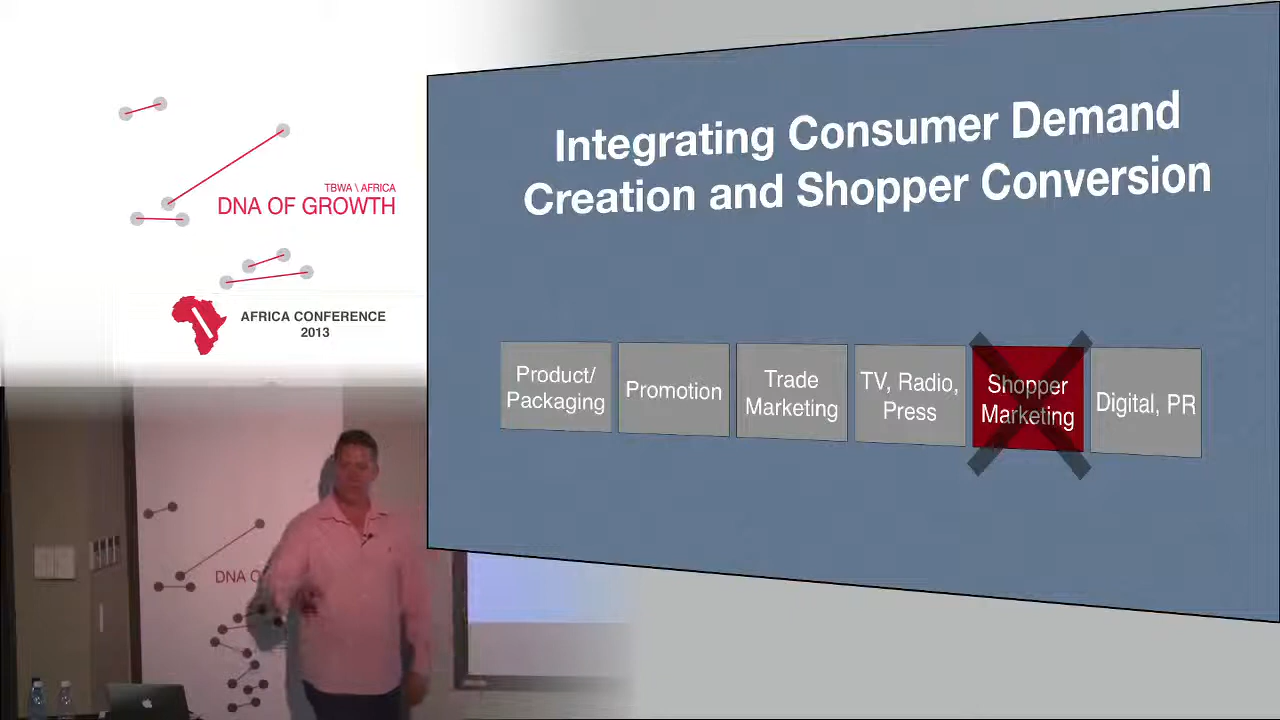 TBWA \ AFRICA
DNA OF GROWTH
AFRICA CONFERENCE
2013
Integrating Consumer Demand
Creation and Shopper Conversion
Product/
Packaging
Promotion
Trade
Marketing
TV, Radio,
Press
Shopper
Marketing
Digital, PR
DNA O